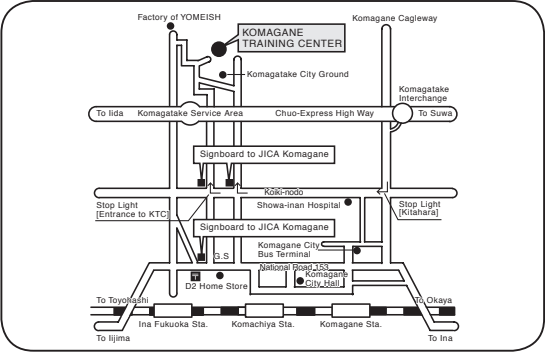 Factory of YOMEISH
Komagane Cagleway
KOMAGANE
TRAINING CENTER
Komagatake City Ground
Komagatake
Interchange
To Iida
Komagatake Service Area
Chuo-Express High Way
To Suwa
Signboard to JICA Komagane
Koiki-nodo
Stop Light
[Entrance to KTC]
Showa-inan Hospital
Stop Light
[Kitahara]
Signboard to JICA Komagane
Komagane City
Bus Terminal
G.S
National Road 153
D2 Home Store
Komagane
City Hall
To Toyohashi
To Okaya
Ina Fukuoka Sta.
Komachiya Sta.
Komagane Sta.
To Iijima
To Ina